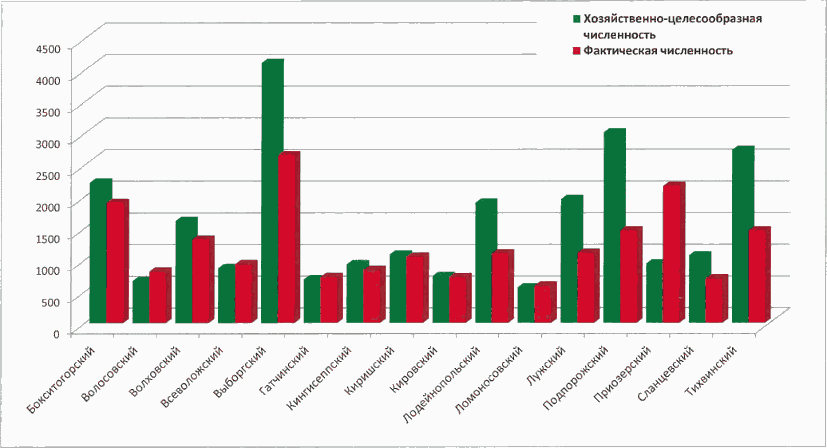 Хозяйственно-целесообразная
численность
Фактическая численность
4500
4000
3500
3000
2500
2000
1500
1000
500
0
Бокситогорский
Волосовский
Волховский
Всеволожский
Выборгский
Гатчинский
Кингисеппский
Киришский
Кировский
Лодейнопольский
Ломоносовский
Лужский
Подпорожский
Приозерский
Сланцевский
Тихвинский